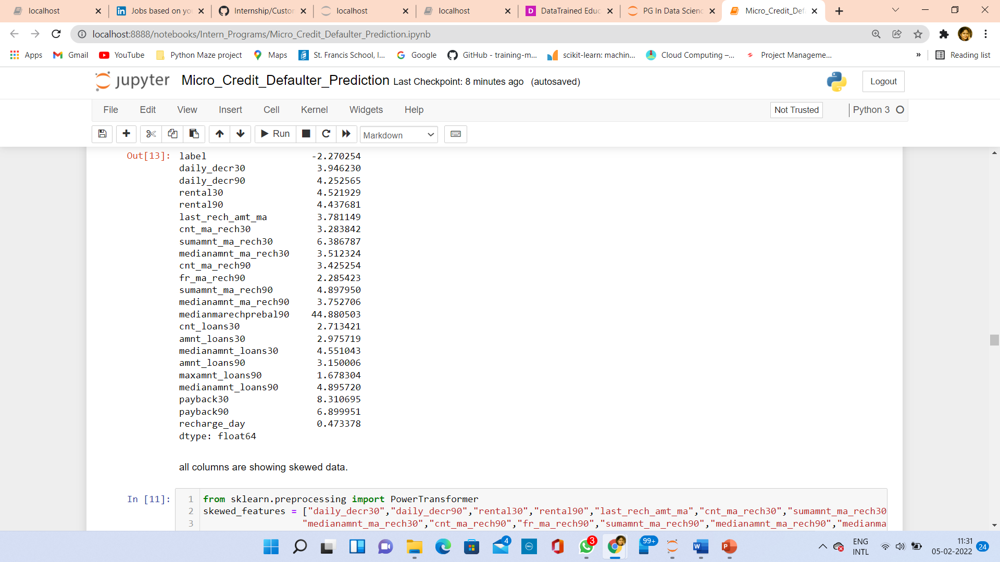 localhost
Jobs based on yo
Internship/Custon
localhost
localhost
DataTrained Educ
PG In Data Scienc
Micro_Credit_Def
localhost:8888/notebooks/Intern_Programs/Micro_Credit_Defaulter_Prediction.ipynb
Apps Gmail YouTube Python Maze project Maps St. Francis School, I... Google GitHub - training-m... scikit-learn: machin... Cloud Computing –... Project Manageme... » Reading list
jupyter Micro_Credit_Defaulter_Prediction Last Checkpoint: 8 minutes ago (autosaved) Logout
File Edit View Insert Cell Kernel Widgets Help Not Trusted Python 3
Run Markdown
Out[13]: label -2.270254
daily_decr30 3.946230
daily_decr90 4.252565
rental30 4.521929
rental90 4.437681
last_rech_amt_ma 3.781149
cnt_ma_rech30 3.283842
sumamnt_ma_rech30 6.386787
medianamnt_ma_rech30 3.512324
cnt_ma_rech90 3.425254
fr_ma_rech90 2.285423
sumamnt_ma_rech90 4.897950
medianamnt_ma_rech90 3.752706
medianmarechprebal90 44.880503
cnt_loans30 2.713421
amnt_loans30 2.975719
medianamnt_loans30 4.551043
amnt_loans90 3.150006
maxamnt_loans90 1.678304
medianamnt_loans90 4.895720
payback30 8.310695
payback90 6.899951
recharge_day 0.473378
dtype: float64
all columns are showing skewed data.
In [11]: 1 from sklearn.preprocessing import PowerTransformer
2 skewed_features = ["daily_decr30","daily_decr90","rental30","rental90","last_rech_amt_ma","cnt_ma_rech30","sumamnt_ma_rech30
3 "medianamnt_ma_rech30","cnt_ma_rech90","fr_ma_rech90","sumamnt_ma_rech90","medianamnt_ma_rech90","medianma
4 3 99+ ENG 11:31
INTL 05-02-2022 24